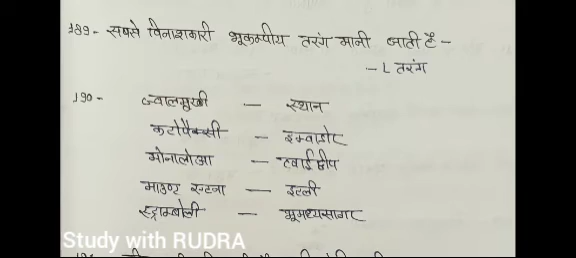 189- सबसे विनाशकारी भूकम्पीय तरंग मानी जाती है -
- L तरंग
190- ज्वालामुखी - स्थान
कटोपैक्सी - इक्वाडोर
मोनालोआ - हवाईद्वीप
माउण्ट एटना - इटली
स्ट्राम्बोली - भूमध्यसागर
Study with RUDRA